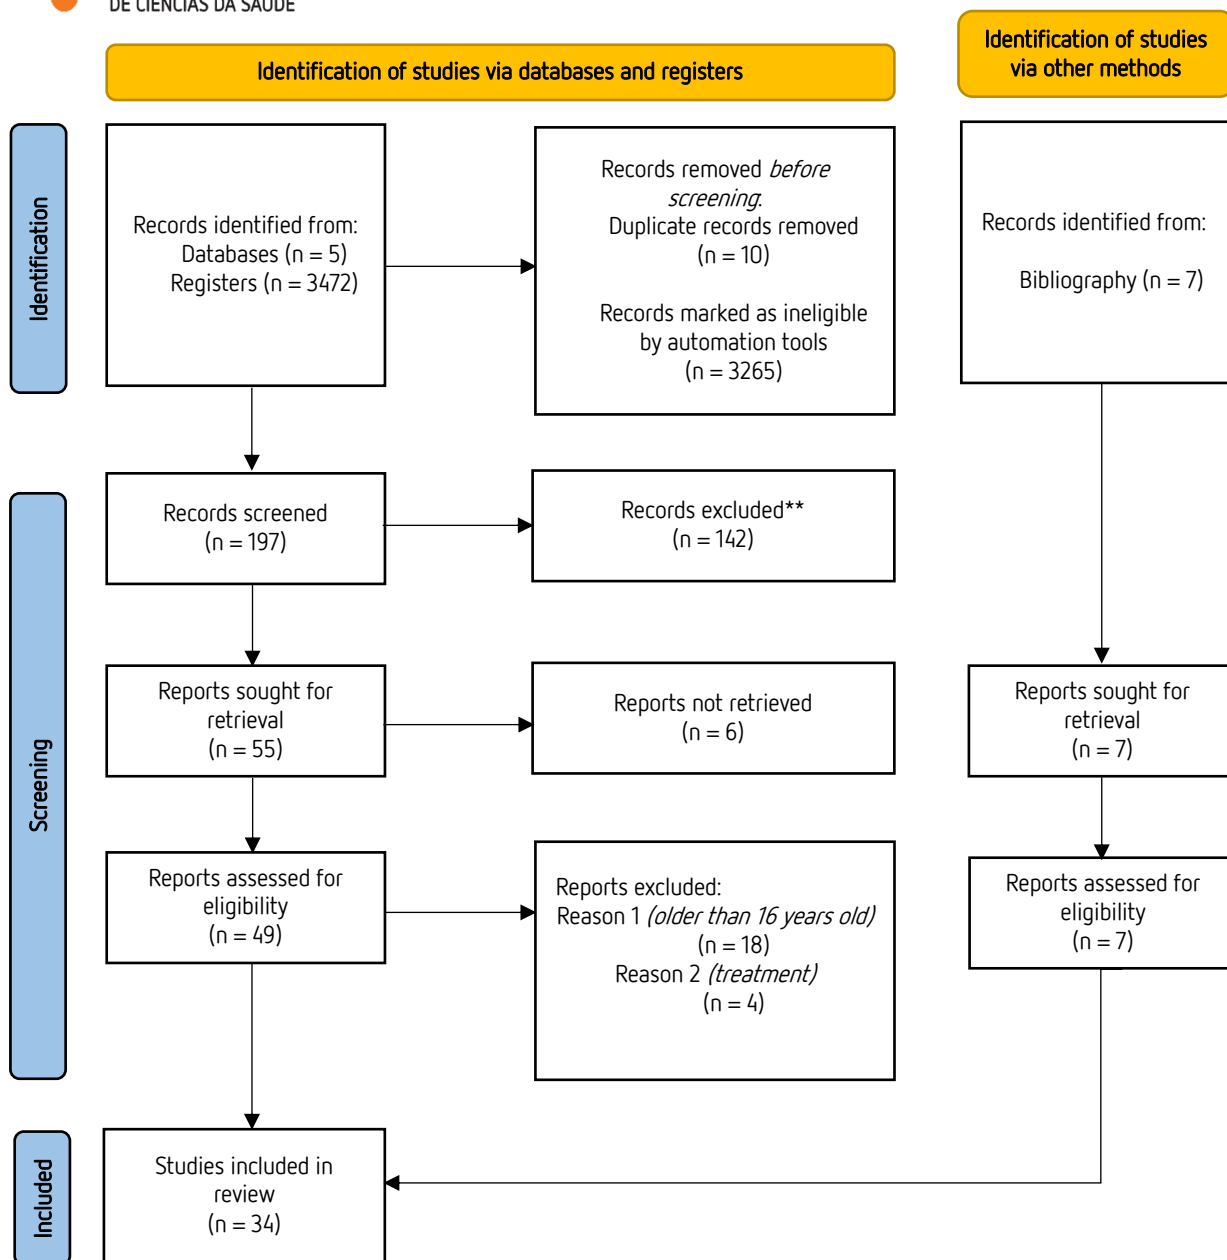 DE CIÊNCIAS DA SAÚDE
Identification of studies via databases and registers
Identification of studies
via other methods
Identification
Records identified from:
Databases (n = 5)
Registers (n = 3472)
Records removed before
screening:
Duplicate records removed
(n = 10)
Records marked as ineligible
by automation tools
(n = 3265)
Records identified from:
Bibliography (n = 7)
Screening
Records screened
(n = 197)
Records excluded**
(n = 142)
Reports sought for
retrieval
(n = 55)
Reports not retrieved
(n = 6)
Reports sought for
retrieval
(n = 7)
Reports assessed for
eligibility
(n = 49)
Reports excluded:
Reason 1 (older than 16 years old)
(n = 18)
Reason 2 (treatment)
(n = 4)
Reports assessed for
eligibility
(n = 7)
Included
Studies included in
review
(n = 34)